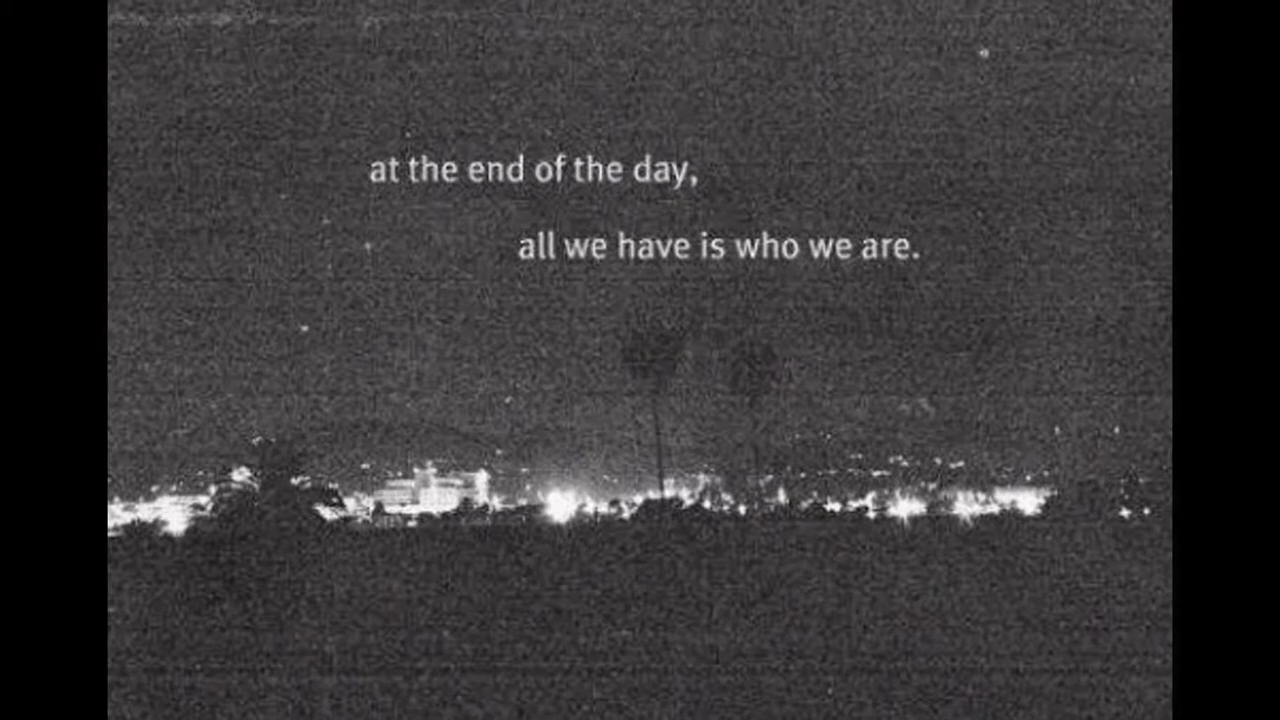 at the end of the day,
all we have is who we are.